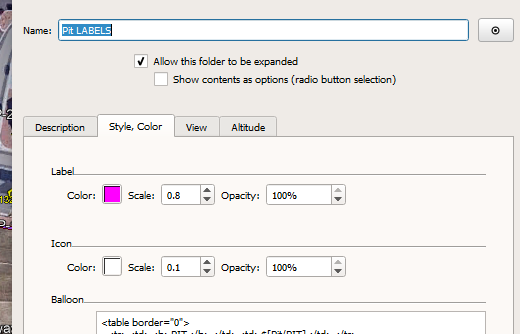 Name: Pit LABELS
Allow this folder to be expanded
Show contents as options (radio button selection)
Description Style, Color View Altitude
Label
Color: Scale: 0.8 Opacity: 100%
Icon
Color: Scale: 0.1 Opacity: 100%
Balloon
<table border="0">